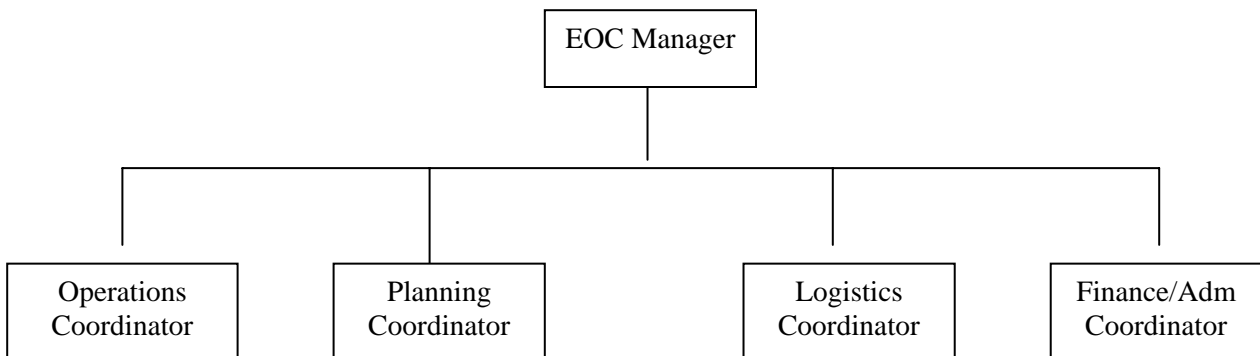 EOC Manager
Operations
Coordinator
Planning
Coordinator
Logistics
Coordinator
Finance/Adm
Coordinator